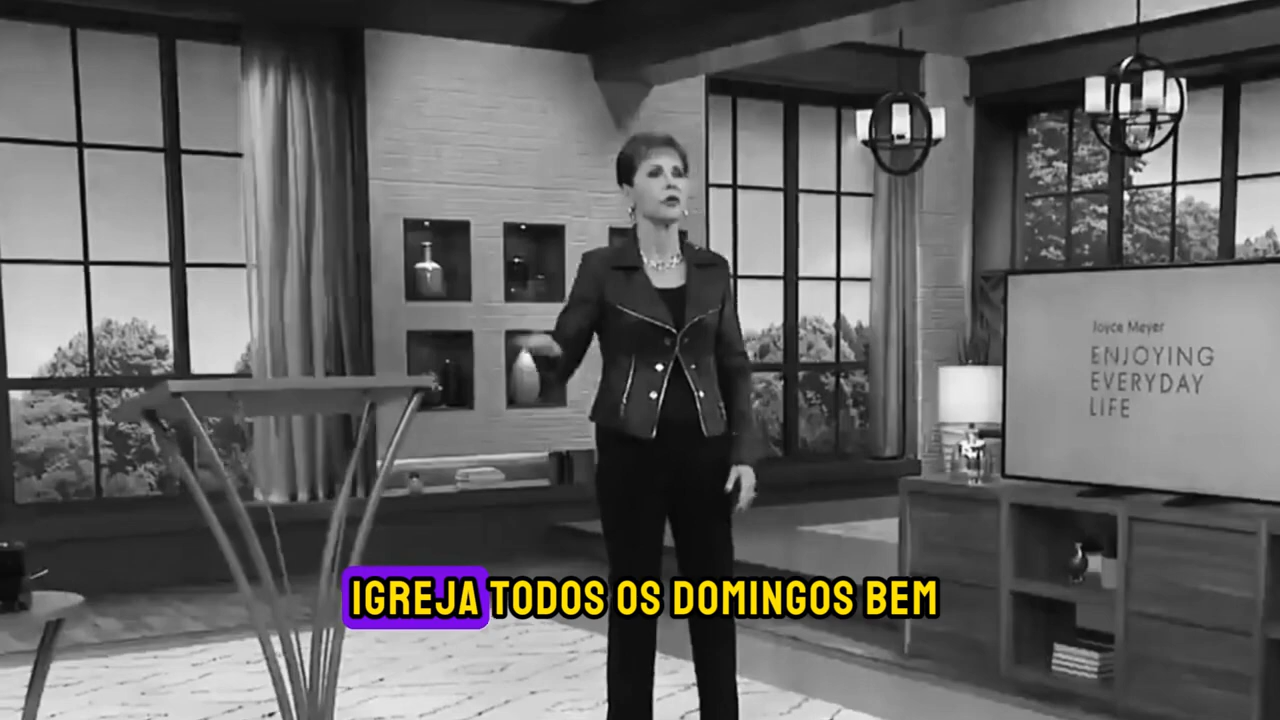 Joyce Meyer
ENJOYING
EVERYDAY
LIFE
IGREJA TODOS OS DOMINGOS BEM